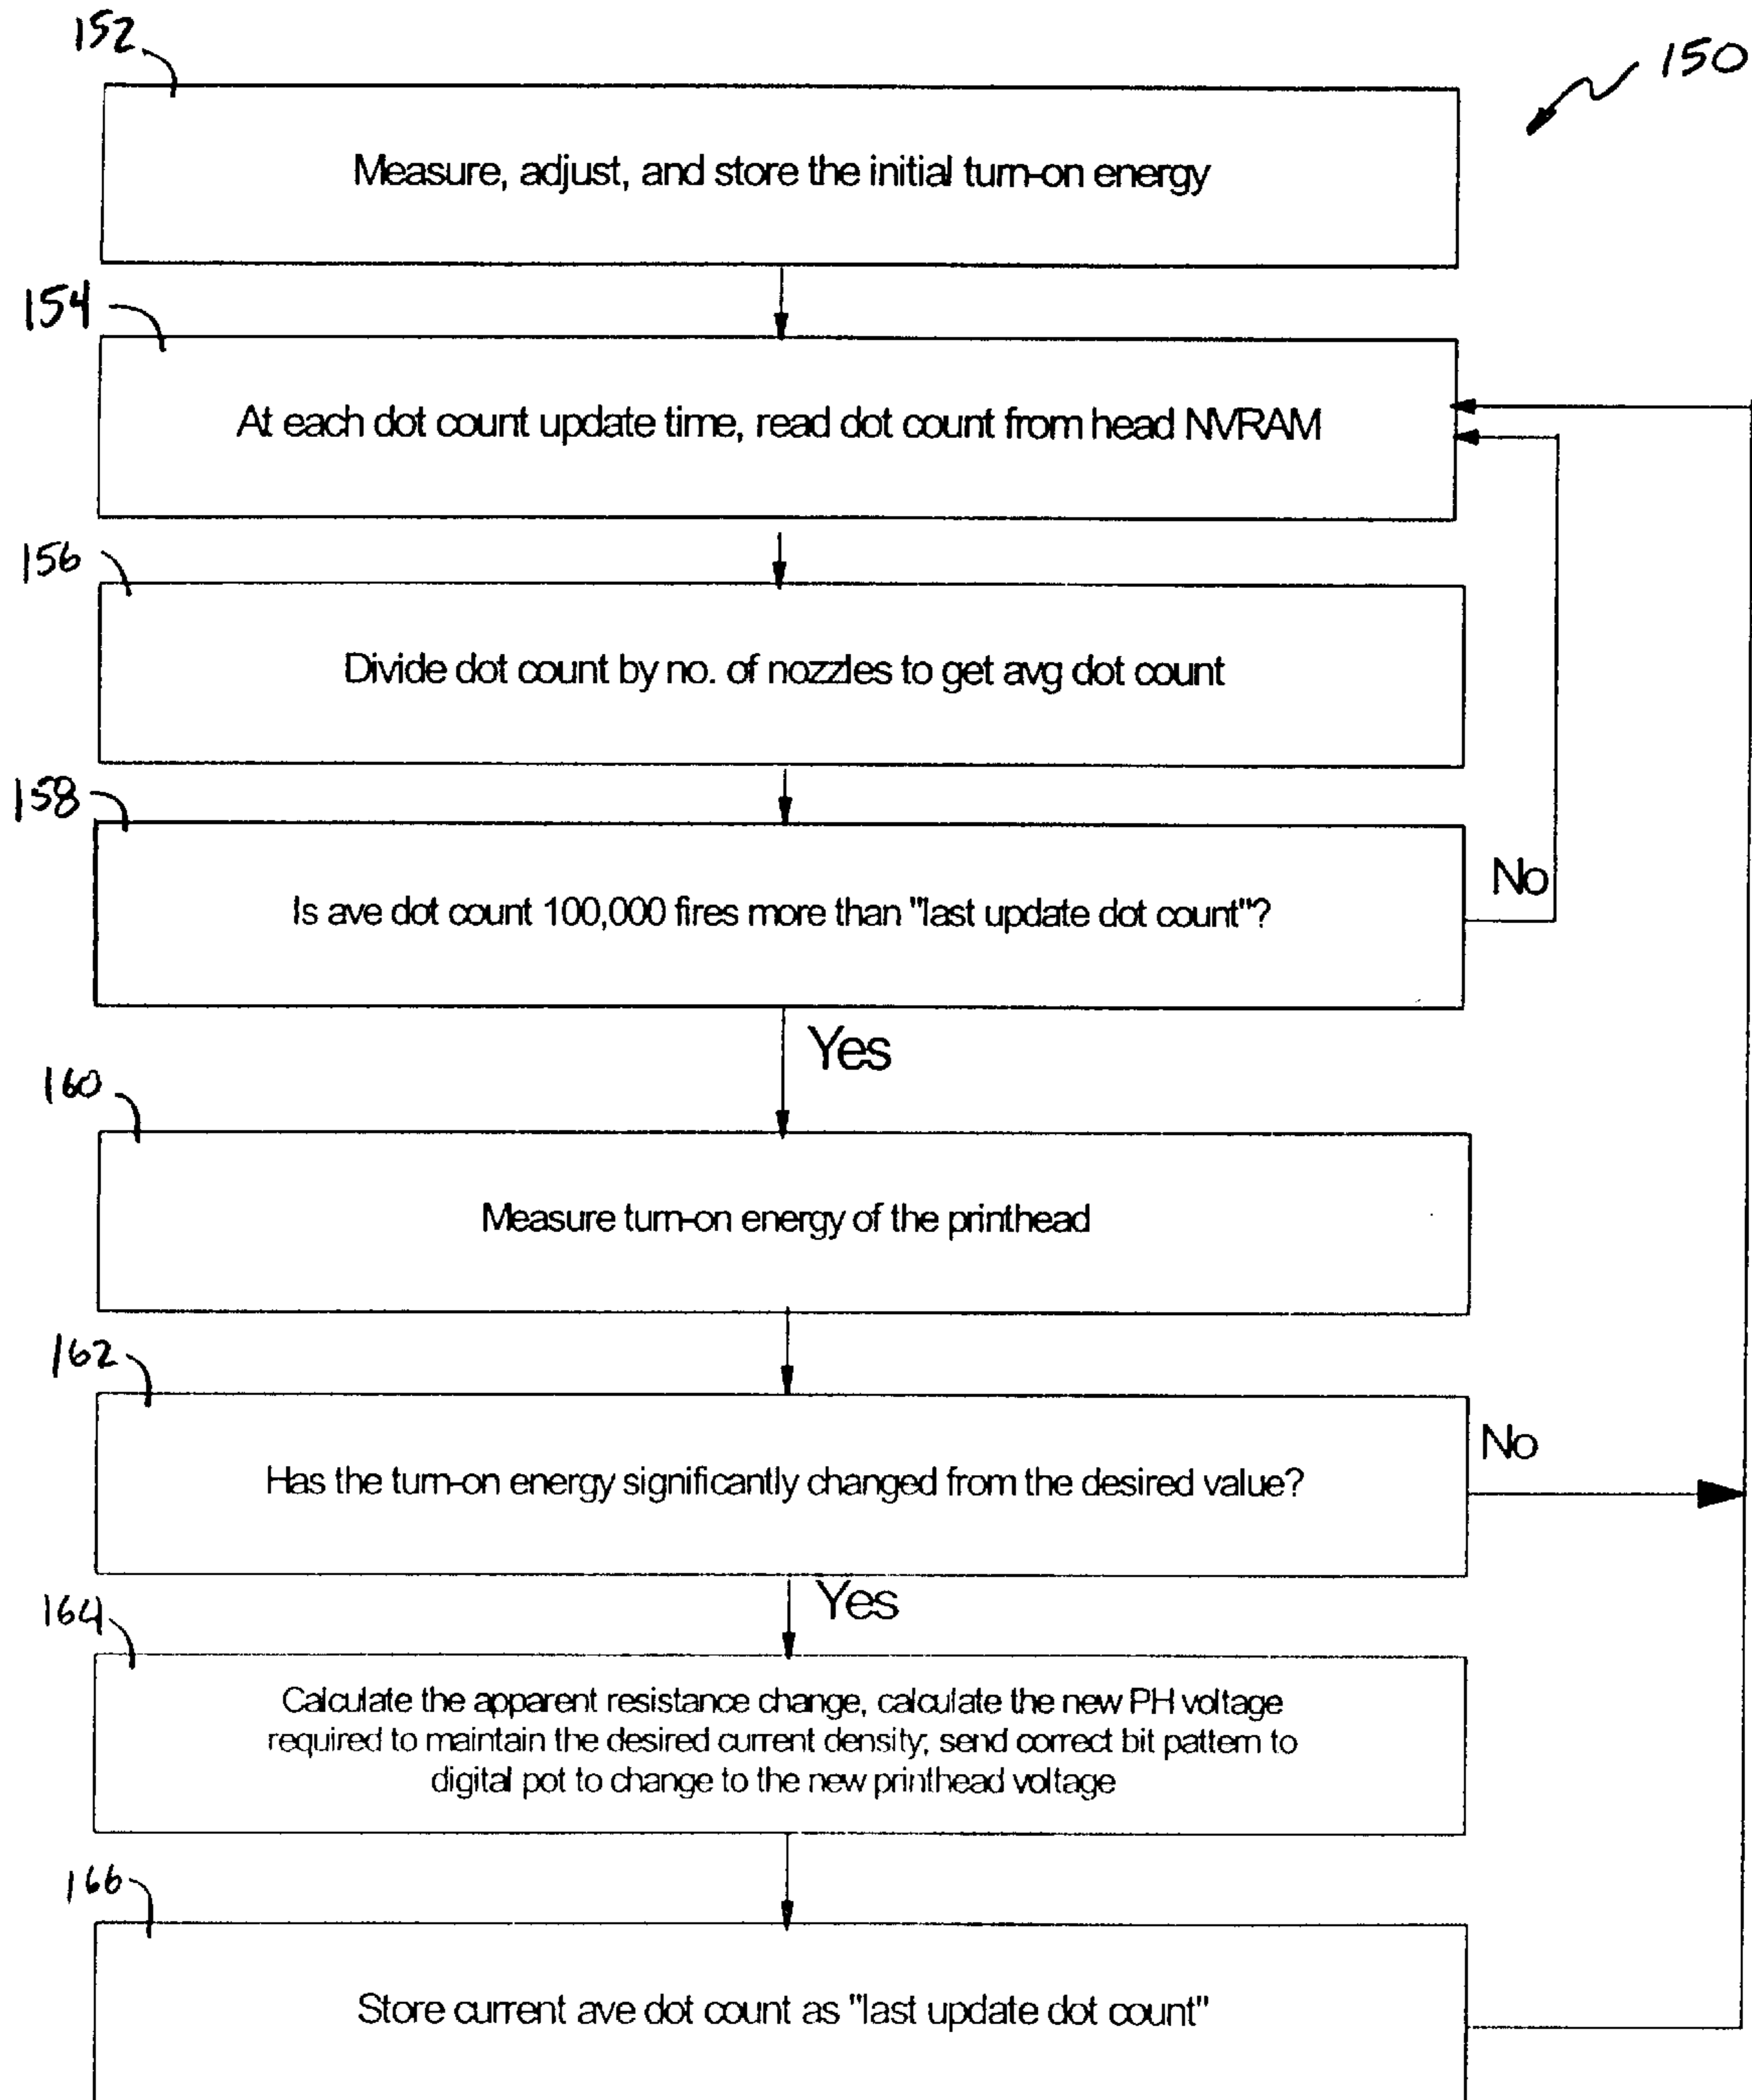 152
150
Measure, adjust, and store the initial turn-on energy
154
At each dot count update time, read dot count from head NVRAM
156
Divide dot count by no. of nozzles to get avg dot count
158
Is ave dot count 100,000 fires more than "last update dot count"?
No
Yes
160
Measure turn-on energy of the printhead
162
Has the turn-on energy significantly changed from the desired value?
No
Yes
164
Calculate the apparent resistance change, calculate the new PH voltage
required to maintain the desired current density; send correct bit pattern to
digital pot to change to the new printhead voltage
166
Store current ave dot count as "last update dot count"